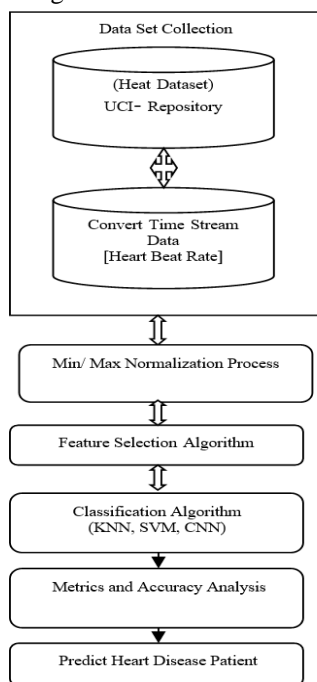 Data Set Collection
(Heat Dataset)
UCI- Repository
Convert Time Stream
Data
[Heart Beat Rate]
Min/ Max Normalization Process
Feature Selection Algorithm
Classification Algorithm
(KNN, SVM, CNN)
Metrics and Accuracy Analysis
Predict Heart Disease Patient